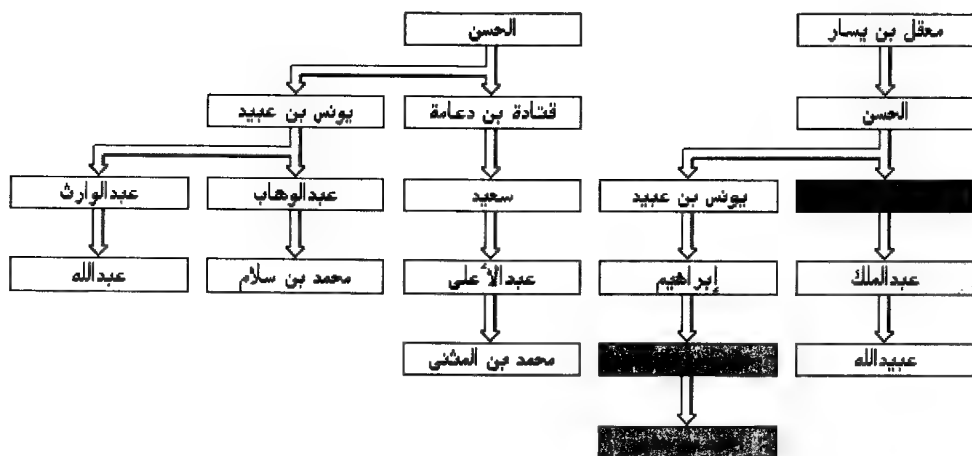 معقل بن يسار
الحسن
يونس بن عبيد
عبدالملك
إبراهيم
عبيدالله
الحسن
قتادة بن دعامة
يونس بن عبيد
سعيد
عبدالوهاب
عبدالوارث
عبدالأعلى
محمد بن سلام
عبدالله
محمد بن المثنى